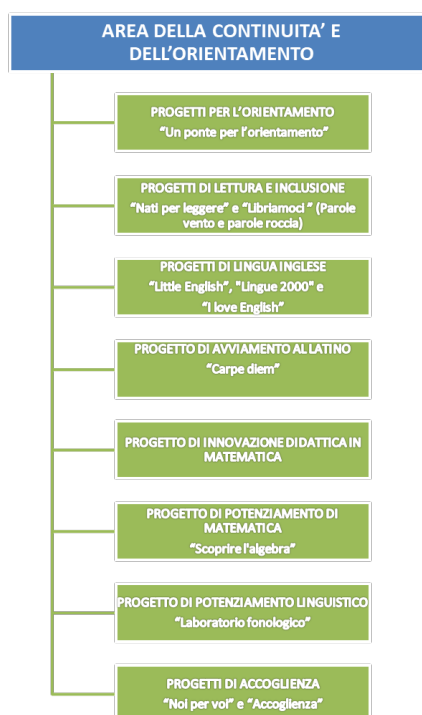 AREA DELLA CONTINUITA’ E
DELL’ORIENTAMENTO
PROGETTI PER L’ORIENTAMENTO
“Un ponte per l’orientamento”
PROGETTI DI LETTURA E INCLUSIONE
“Nati per leggere” e “Libriamoci ” (Parole
vento e parole roccia)
PROGETTI DI LINGUA INGLESE
“Little English”, "Lingue 2000" e
“I love English”
PROGETTO DI AVVIAMENTO AL LATINO
“Carpe diem”
PROGETTO DI INNOVAZIONE DIDATTICA IN
MATEMATICA
PROGETTO DI POTENZIAMENTO DI
MATEMATICA
“Scoprire l'algebra”
PROGETTO DI POTENZIAMENTO LINGUISTICO
“Laboratorio fonologico”
PROGETTI DI ACCOGLIENZA
“Noi per voi” e “Accoglienza”